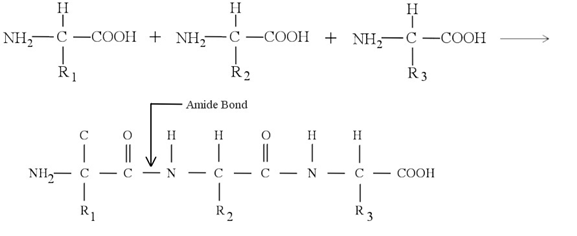 H H H
NH2—C—COOH + NH2—C—COOH + NH2—C—COOH
R1 R2 R3
Amide Bond
C O H H O H H
NH2— C — C — N — C — C — N — C — COOH
R1 R2 R3